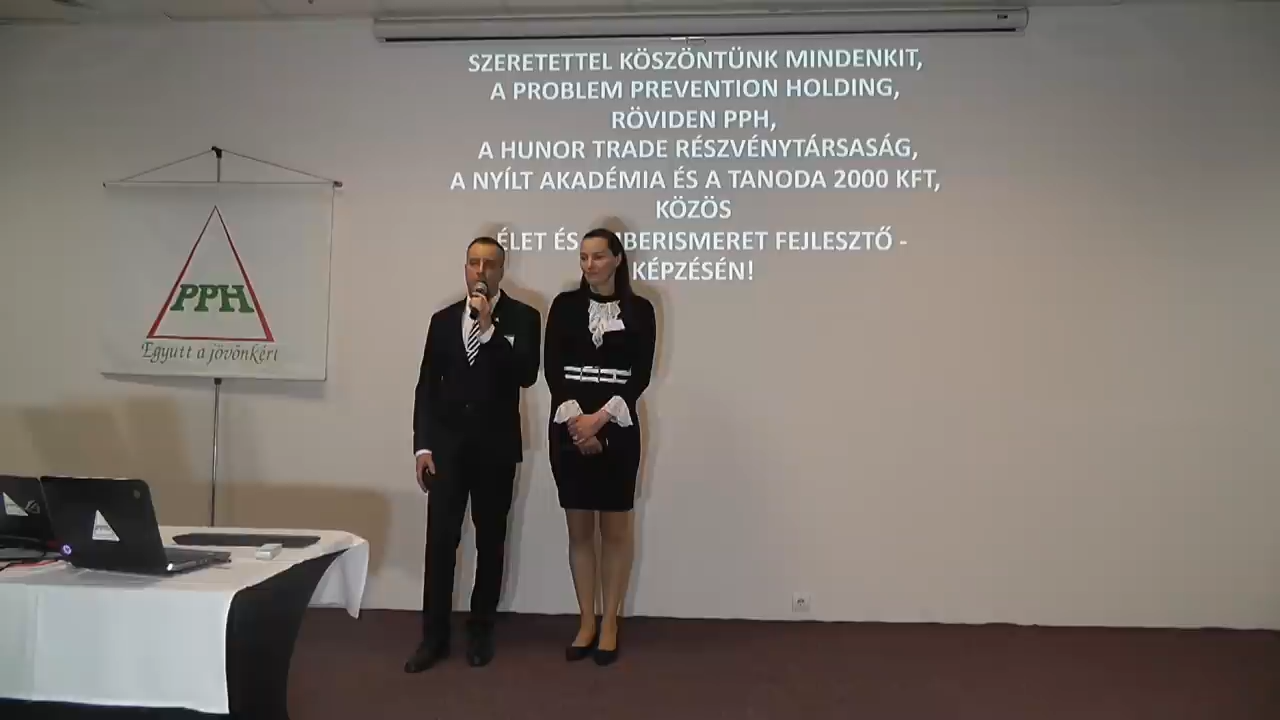 SZERETETTEL KÖSZÖNTÜNK MINDENKIT,
A PROBLEM PREVENTION HOLDING,
RÖVIDEN PPH,
A HUNOR TRADE RÉSZVÉNYTÁRSASÁG,
A NYÍLT AKADÉMIA ÉS A TANODA 2000 KFT,
KÖZÖS
ÉLET ÉS MBERISMERET FEJLESZTŐ -
KÉPZÉSÉN!
PPH
Együtt a jövőnkért